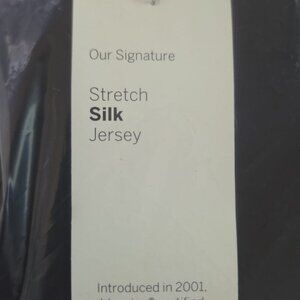 Our Signature
Stretch
Silk
Jersey
Introduced in 2001,